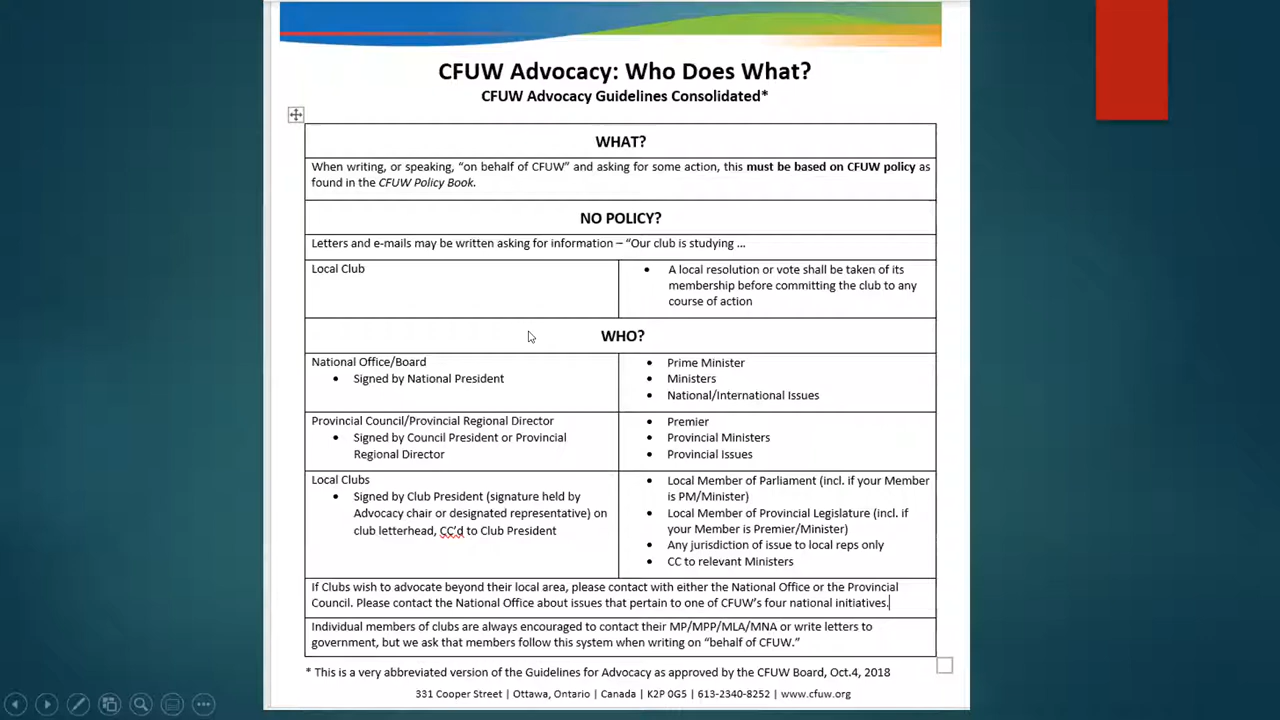 CFUW Advocacy: Who Does What?
CFUW Advocacy Guidelines Consolidated*
WHAT?
When writing, or speaking, “on behalf of CFUW” and asking for some action, this must be based on CFUW policy as
found in the CFUW Policy Book.
NO POLICY?
Letters and e-mails may be written asking for information – “Our club is studying ...
Local Club
• A local resolution or vote shall be taken of its
membership before committing the club to any
course of action
WHO?
National Office/Board
• Signed by National President
• Prime Minister
• Ministers
• National/International Issues
Provincial Council/Provincial Regional Director
• Signed by Council President or Provincial
Regional Director
• Premier
• Provincial Ministers
• Provincial Issues
Local Clubs
• Signed by Club President (signature held by
Advocacy chair or designated representative) on
club letterhead, CC’d to Club President
• Local Member of Parliament (incl. if your Member
is PM/Minister)
• Local Member of Provincial Legislature (incl. if
your Member is Premier/Minister)
• Any jurisdiction of issue to local reps only
• CC to relevant Ministers
If Clubs wish to advocate beyond their local area, please contact with either the National Office or the Provincial
Council. Please contact the National Office about issues that pertain to one of CFUW’s four national initiatives.
Individual members of clubs are always encouraged to contact their MP/MPP/MLA/MNA or write letters to
government, but we ask that members follow this system when writing on “behalf of CFUW.”
* This is a very abbreviated version of the Guidelines for Advocacy as approved by the CFUW Board, Oct.4, 2018
331 Cooper Street | Ottawa, Ontario | Canada | K2P 0G5 | 613-2340-8252 | www.cfuw.org